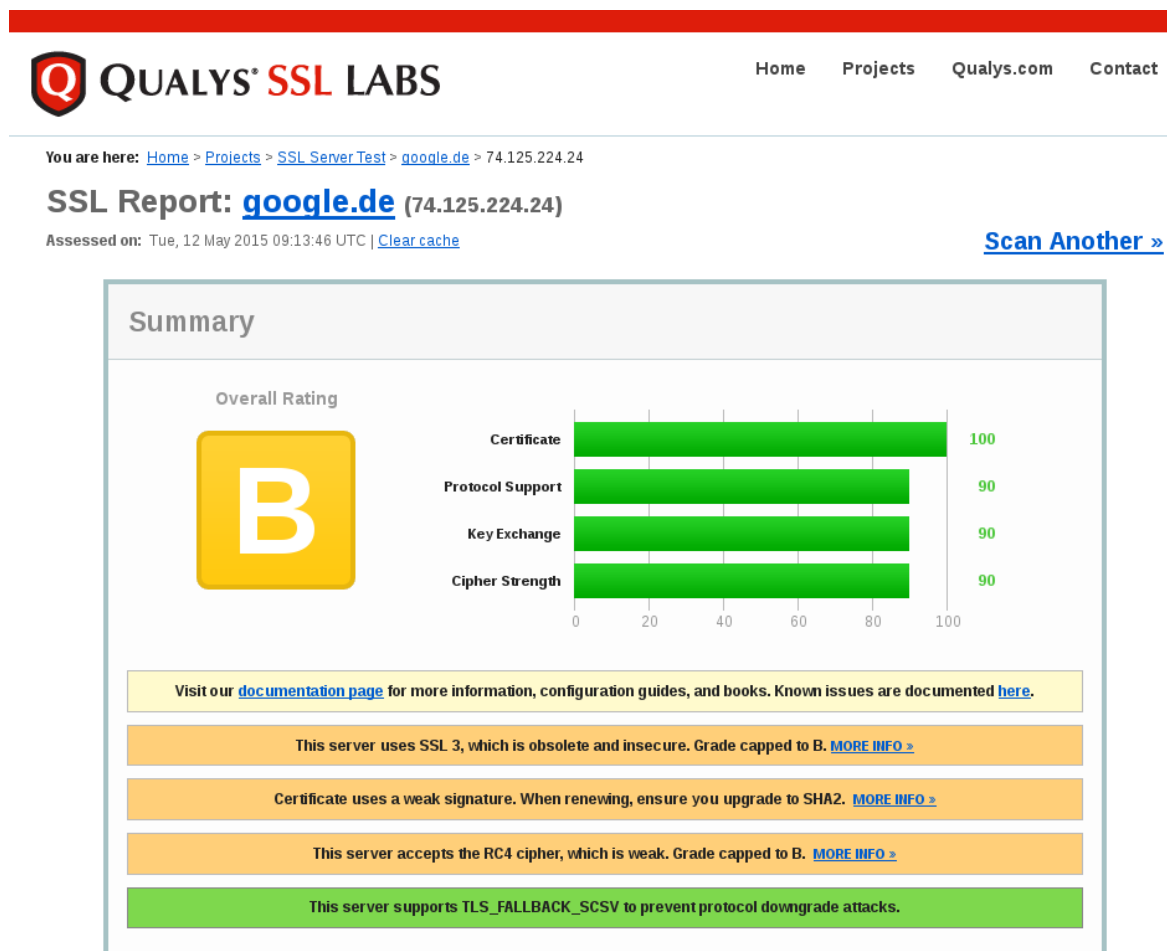 QUALYS® SSL LABS
Home Projects Qualys.com Contact
You are here: Home > Projects > SSL Server Test > google.de > 74.125.224.24
SSL Report: google.de (74.125.224.24)
Assessed on: Tue, 12 May 2015 09:13:46 UTC | Clear cache
Scan Another »
Summary
Overall Rating
B
Certificate 100
Protocol Support 90
Key Exchange 90
Cipher Strength 90
0 20 40 60 80 100
Visit our documentation page for more information, configuration guides, and books. Known issues are documented here.
This server uses SSL 3, which is obsolete and insecure. Grade capped to B. MORE INFO »
Certificate uses a weak signature. When renewing, ensure you upgrade to SHA2. MORE INFO »
This server accepts the RC4 cipher, which is weak. Grade capped to B. MORE INFO »
This server supports TLS_FALLBACK_SCSV to prevent protocol downgrade attacks.